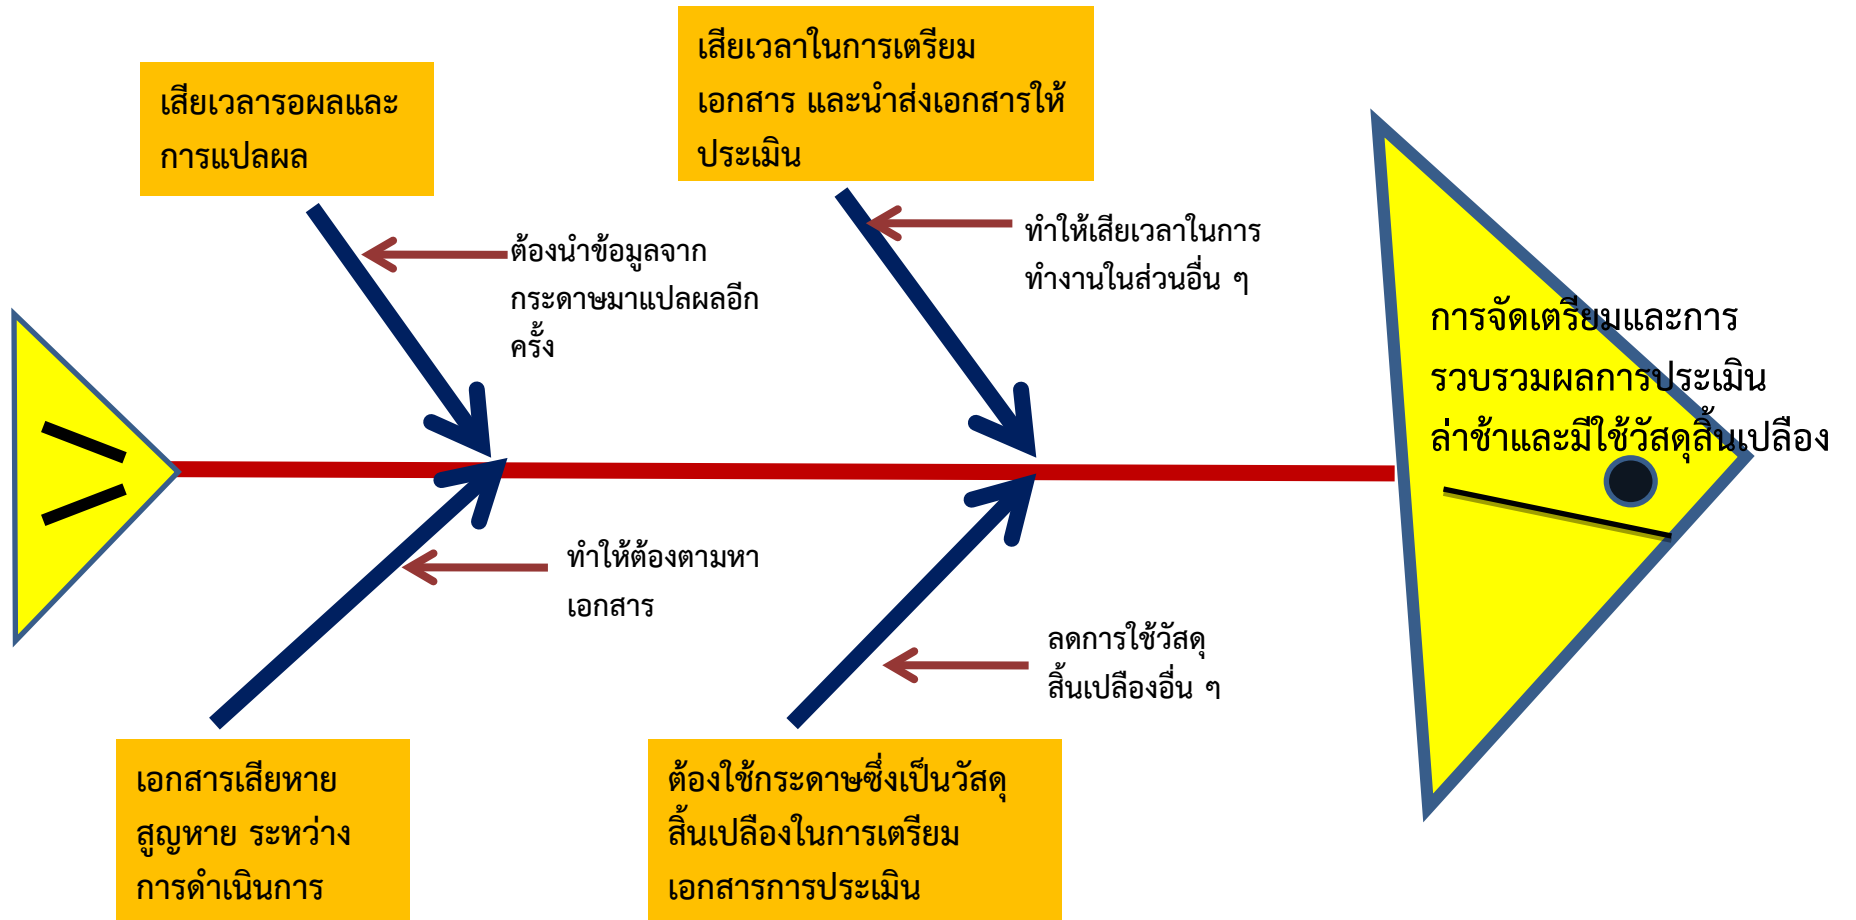 เสียเวลารอผลและ
การแปลผล
เสียเวลาในการเตรียม
เอกสาร และนำส่งเอกสารให้
ประเมิน
ต้องนำข้อมูลจาก
กระดาษมาแปลผลอีก
ครั้ง
ทำให้เสียเวลาในการ
ทำงานในส่วนอื่น ๆ
การจัดเตรียมและการ
รวบรวมผลการประเมิน
ล่าช้าและมีใช้วัสดุสิ้นเปลือง
ทำให้ต้องตามหา
เอกสาร
ลดการใช้วัสดุ
สิ้นเปลืองอื่น ๆ
เอกสารเสียหาย
สูญหาย ระหว่าง
การดำเนินการ
ต้องใช้กระดาษซึ่งเป็นวัสดุ
สิ้นเปลืองในการเตรียม
เอกสารการประเมิน